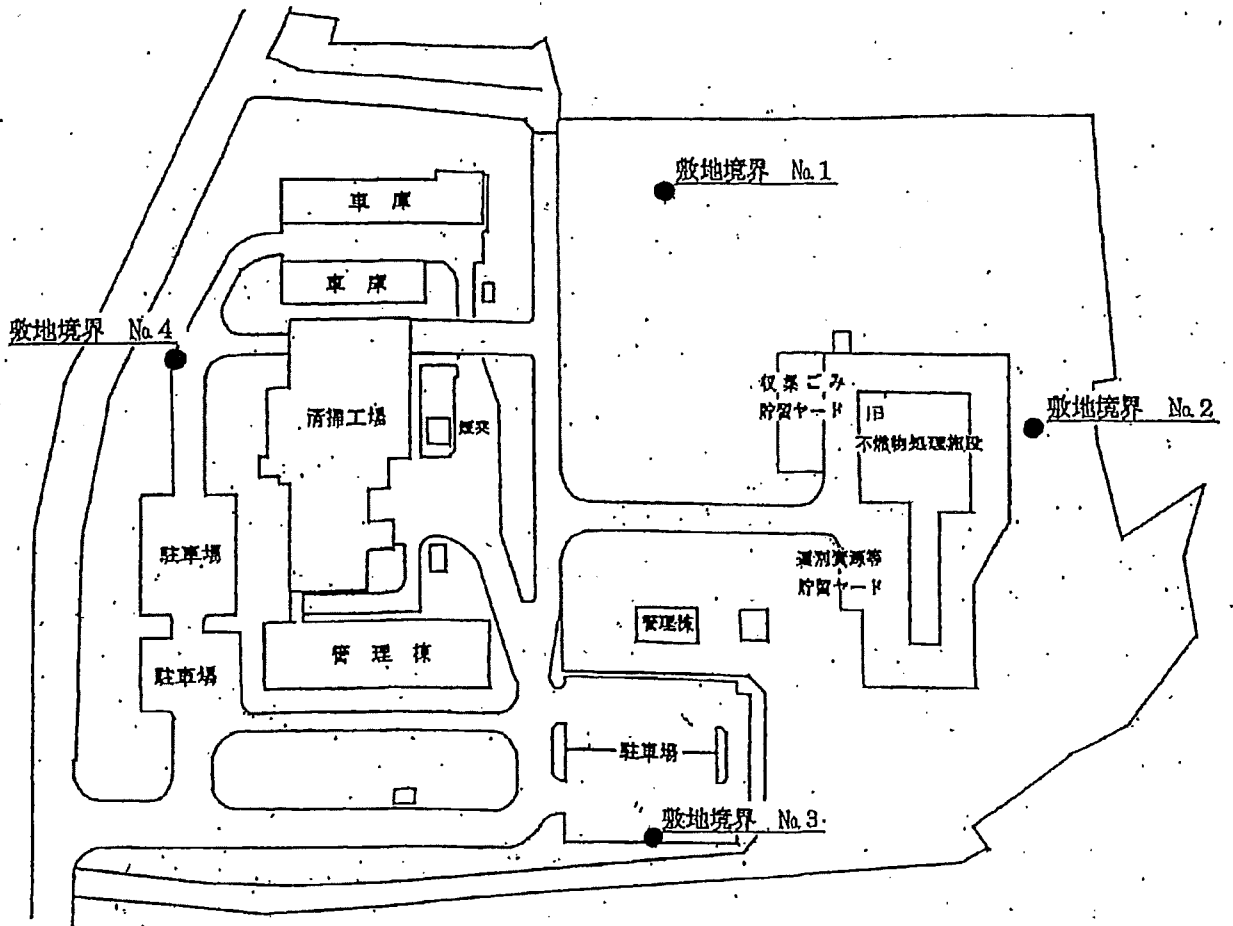 敷地境界 No.1
車 庫
車 庫
敷地境界 No.4
清掃工場
煙突
収集ごみ
貯留ヤード
旧
不燃物処理施設
敷地境界 No.2
駐車場
選別資源等
貯留ヤード
管理棟
管 理 棟
駐車場
駐車場
敷地境界 No.3